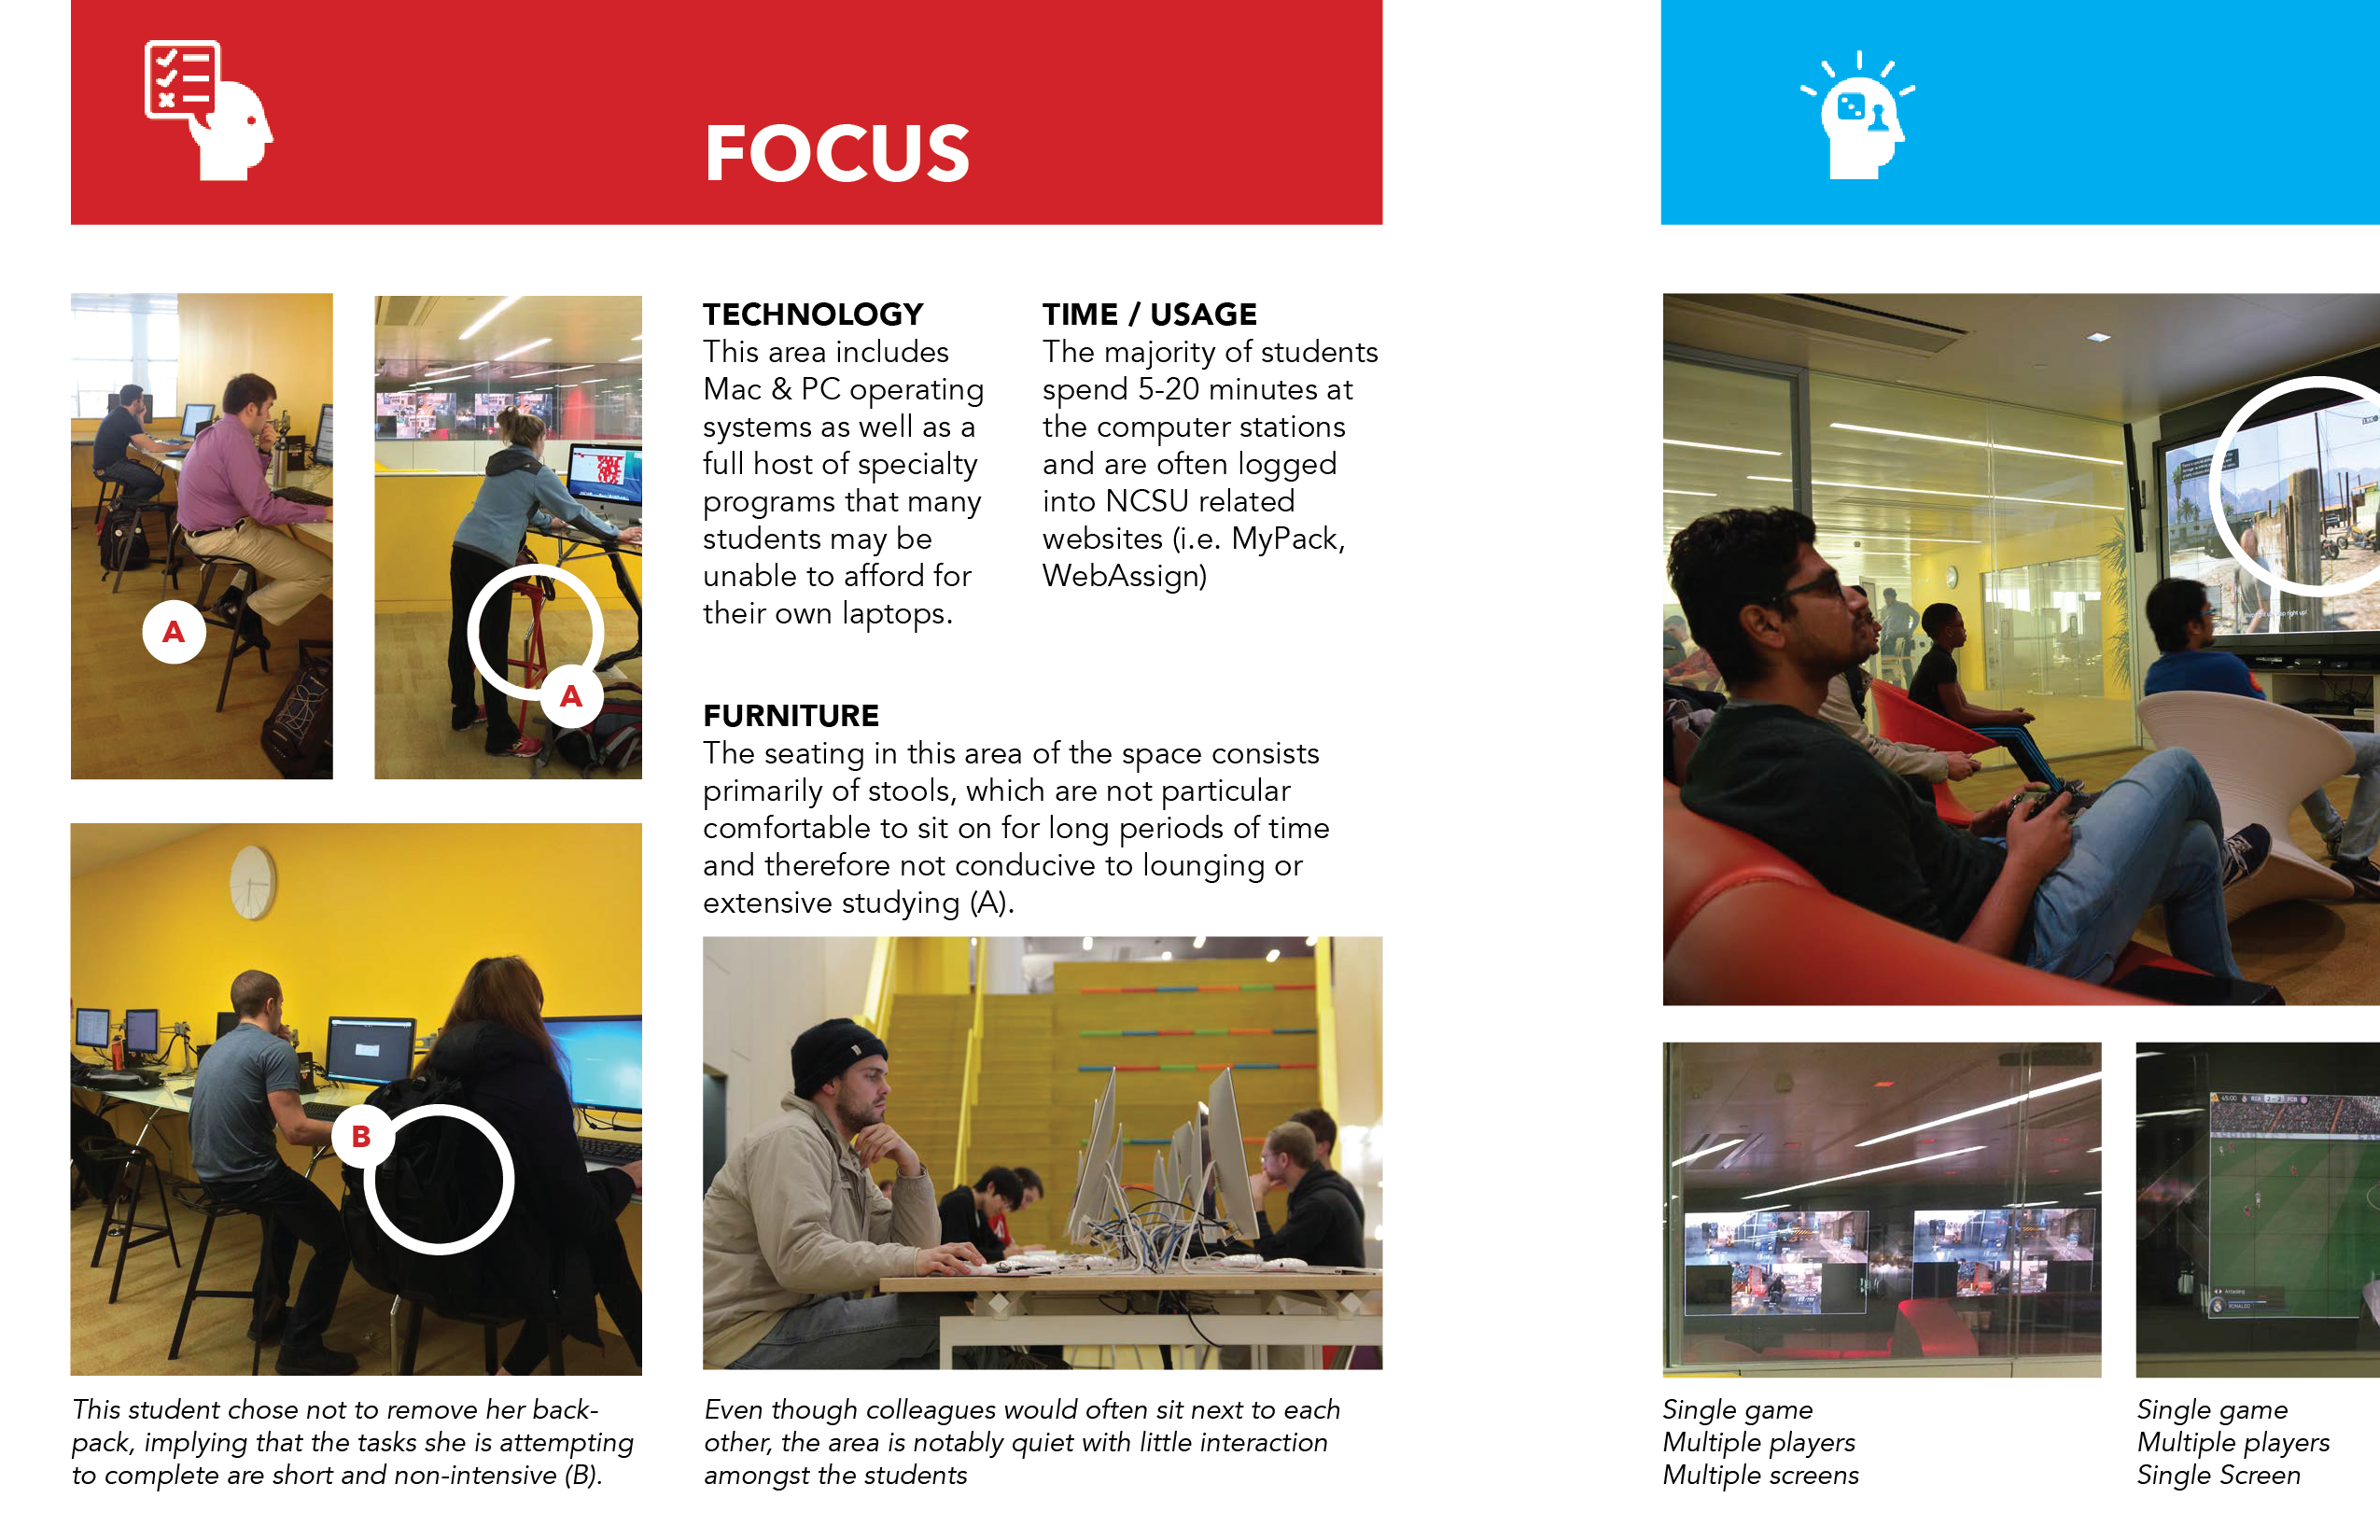 FOCUS
TECHNOLOGY
This area includes
Mac & PC operating
systems as well as a
full host of specialty
programs that many
students may be
unable to afford for
their own laptops.
TIME / USAGE
The majority of students
spend 5-20 minutes at
the computer stations
and are often logged
into NCSU related
websites (i.e. MyPack,
WebAssign)
A
A
FURNITURE
The seating in this area of the space consists
primarily of stools, which are not particular
comfortable to sit on for long periods of time
and therefore not conducive to lounging or
extensive studying (A).
B
This student chose not to remove her back-
pack, implying that the tasks she is attempting
to complete are short and non-intensive (B).
Even though colleagues would often sit next to each
other, the area is notably quiet with little interaction
amongst the students
45:00
Attacking
RONALDO
Single game
Multiple players
Multiple screens
Single game
Multiple players
Single Screen